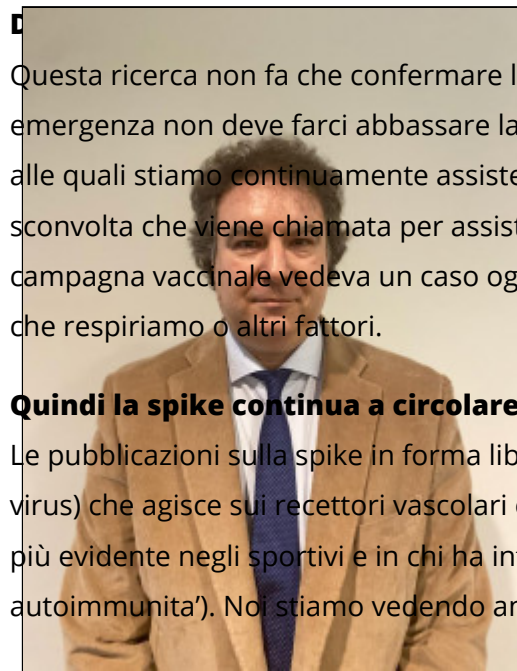 Questa ricerca non fa che confermare l
emergenza non deve farci abbassare la
alle quali stiamo continuamente assiste
sconvolta che viene chiamata per assist
campagna vaccinale vedeva un caso og
che respiriamo o altri fattori.
Quindi la spike continua a circolare
Le pubblicazioni sulla spike in forma lib
virus) che agisce sui recettori vascolari
più evidente negli sportivi e in chi ha in
autoimmunita’). Noi stiamo vedendo an